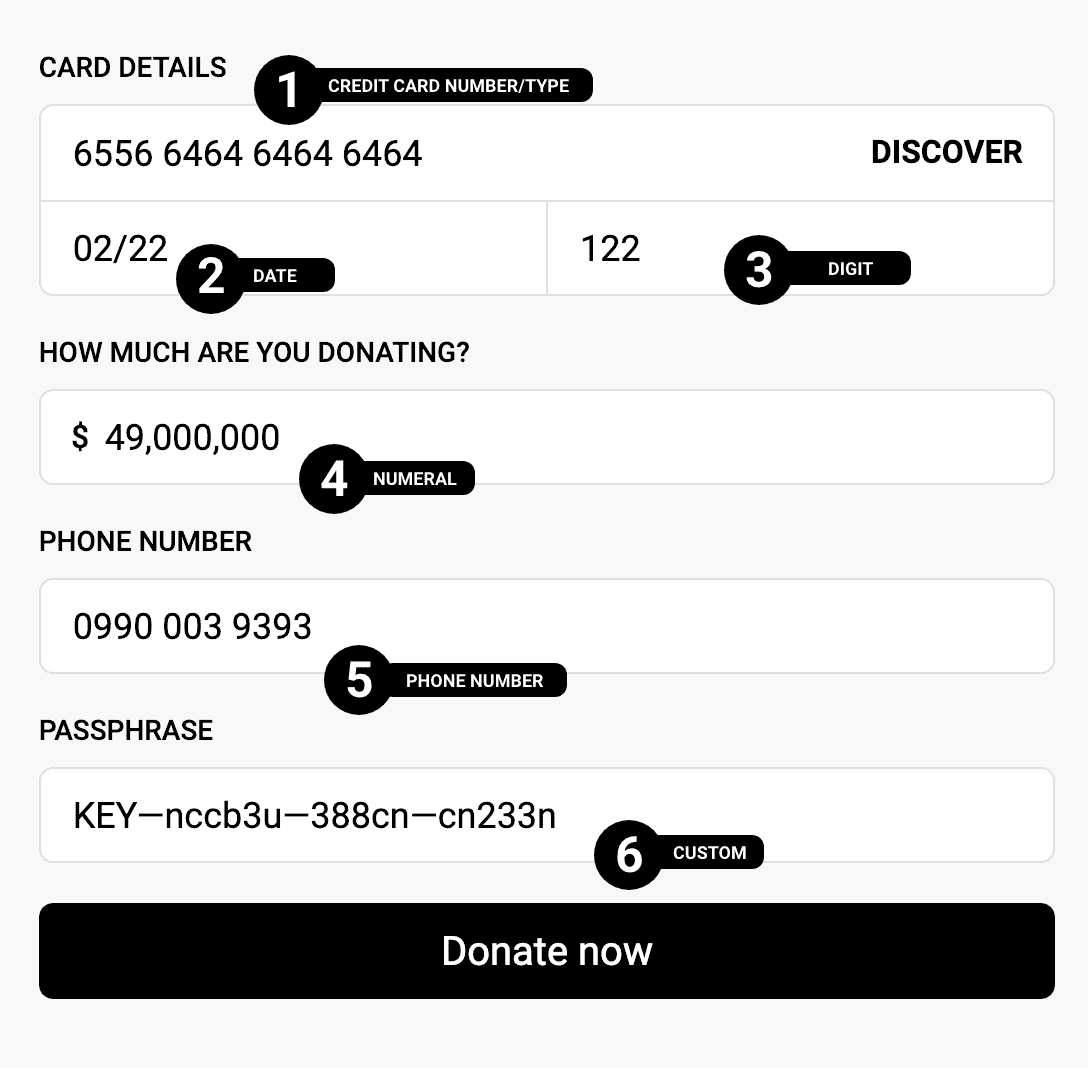 CARD DETAILS
1 CREDIT CARD NUMBER/TYPE
6556 6464 6464 6464 DISCOVER
02/22 122
2 DATE 3 DIGIT
HOW MUCH ARE YOU DONATING?
$ 49,000,000
4 NUMERAL
PHONE NUMBER
0990 003 9393
5 PHONE NUMBER
PASSPHRASE
KEY—nccb3u—388cn—cn233n
6 CUSTOM
Donate now